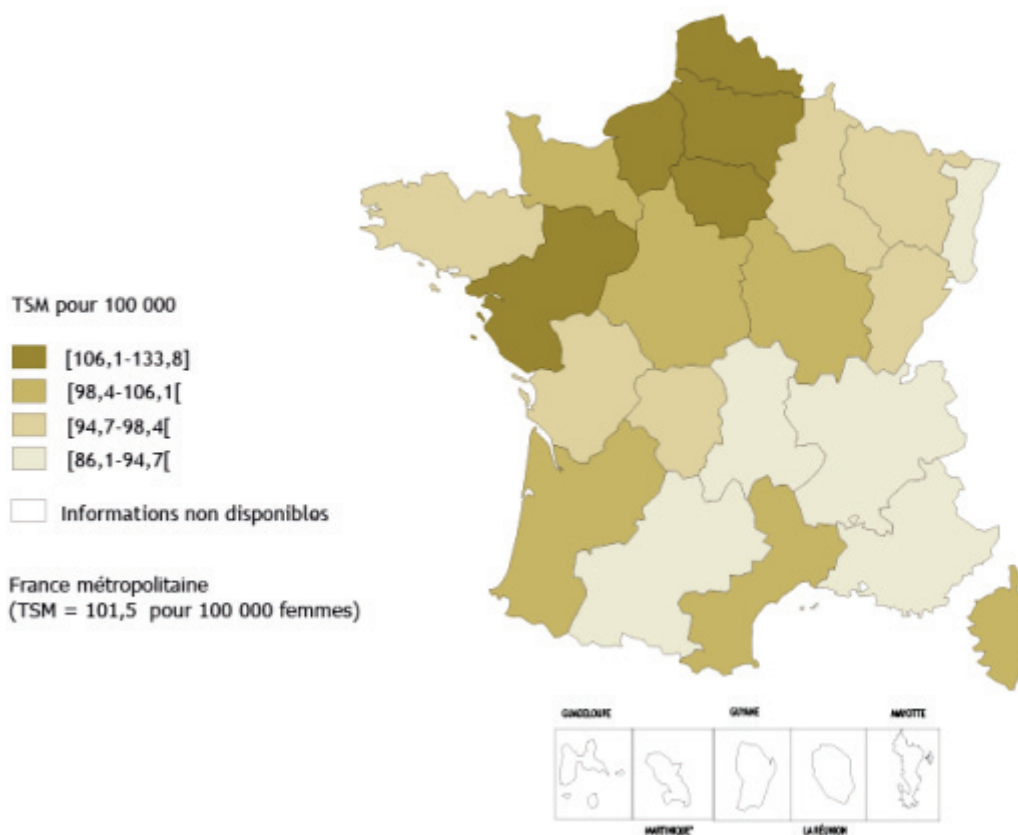 TSM pour 100 000
[106,1-133,8]
[98,4-106,1[
[94,7-98,4[
[86,1-94,7[
Informations non disponibles
France métropolitaine
(TSM = 101,5 pour 100 000 femmes)
GUADELOUPE GUYANE MAYOTTE
MARTINIQUE* LA RÉUNION